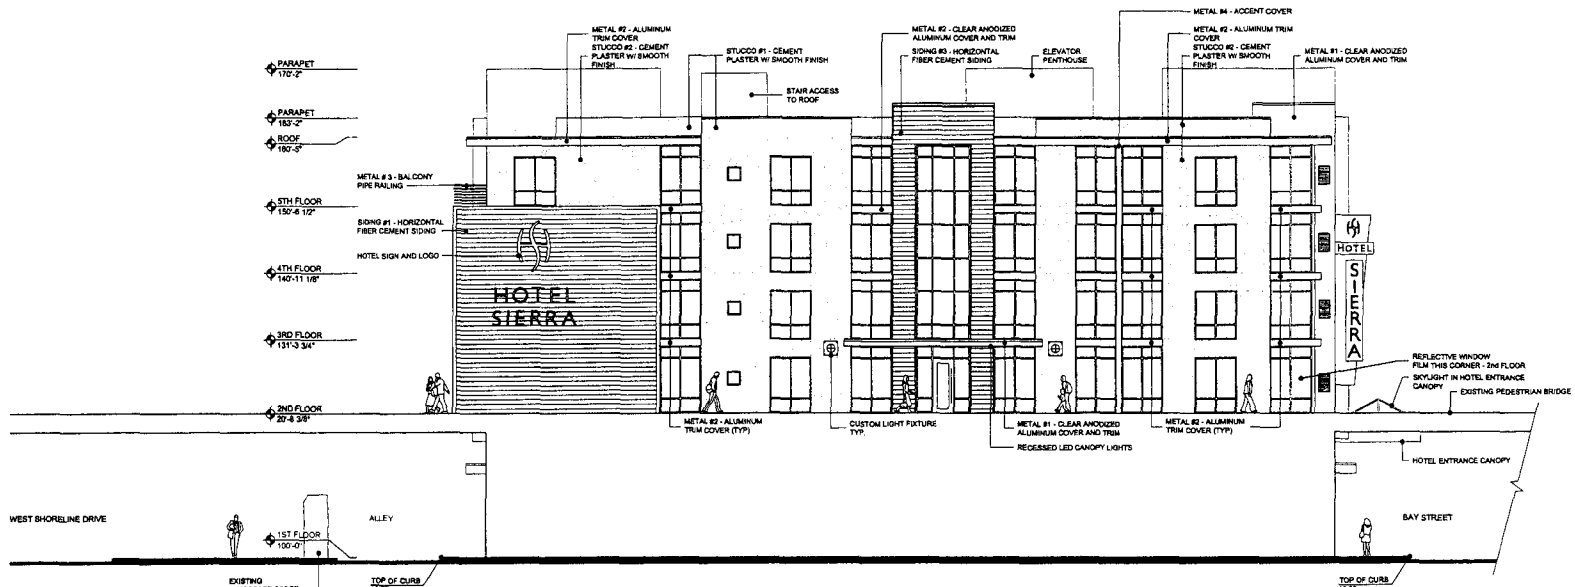 METAL #4 - ACCENT COVER
METAL #2 - ALUMINUM
TRIM COVER
STUCCO #2 - CEMENT
PLASTER W/ SMOOTH
FINISH
STUCCO #1 - CEMENT
PLASTER W/ SMOOTH FINISH
METAL #2 - CLEAR ANODIZED
ALUMINUM COVER AND TRIM
SIDING #3 - HORIZONTAL
FIBER CEMENT SIDING
ELEVATOR
PENTHOUSE
METAL #2 - ALUMINUM TRIM
COVER
STUCCO #2 - CEMENT
PLASTER W/ SMOOTH
FINISH
METAL #1 - CLEAR ANODIZED
ALUMINUM COVER AND TRIM
STAIR ACCESS
TO ROOF
PARAPET
170'-2"
PARAPET
163'-2"
ROOF
160'-5"
METAL # 3 - BALCONY
PIPE RAILING
5TH FLOOR
150'-6 1/2"
SIDING #1 - HORIZONTAL
FIBER CEMENT SIDING
HOTEL SIGN AND LOGO
4TH FLOOR
140'-11 1/8"
HOTEL
SIERRA
3RD FLOOR
131'-3 3/4"
HOTEL
SIERRA
REFLECTIVE WINDOW
FILM THIS CORNER - 2nd FLOOR
SKYLIGHT IN HOTEL ENTRANCE
CANOPY
EXISTING PEDESTRIAN BRIDGE
2ND FLOOR
METAL #2 - ALUMINUM
TRIM COVER (TYP)
CUSTOM LIGHT FIXTURE
TYP.
METAL #1 - CLEAR ANODIZED
ALUMINUM COVER AND TRIM
RECESSED LED CANOPY LIGHTS
METAL #2 - ALUMINUM
TRIM COVER (TYP)
HOTEL ENTRANCE CANOPY
WEST SHORELINE DRIVE
ALLEY
BAY STREET
1ST FLOOR
100'-0"
EXISTING
TOP OF CURB
TOP OF CURB